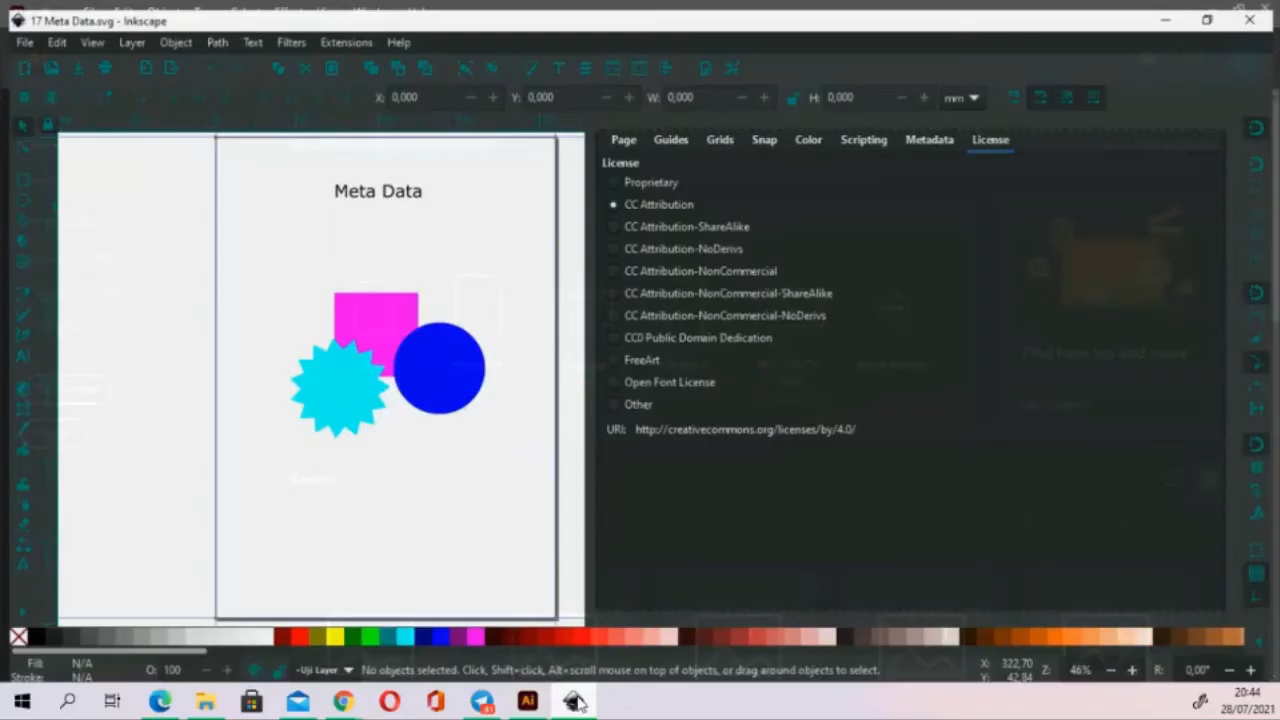 17 Meta Data.svg - Inkscape
File Edit View Layer Object Path Text Filters Extensions Help
X: 0,000 Y: 0,000 W: 0,000 H: 0,000 mm
Page Guides Grids Snap Color Scripting Metadata License
License
Proprietary
CC Attribution
CC Attribution-ShareAlike
CC Attribution-NoDerivs
CC Attribution-NonCommercial
CC Attribution-NonCommercial-ShareAlike
CC Attribution-NonCommercial-NoDerivs
CC0 Public Domain Dedication
FreeArt
Open Font License
Other
URI: http://creativecommons.org/licenses/by/4.0/
Meta Data
Fill: N/A
Stroke: N/A
O: 100
-Uji Layer
No objects selected. Click, Shift+click, Alt+scroll mouse on top of objects, or drag around objects to select.
X: 322,70
Y: 42,84
Z: 46%
R: 0,00°
Ai
20:44
28/07/2021